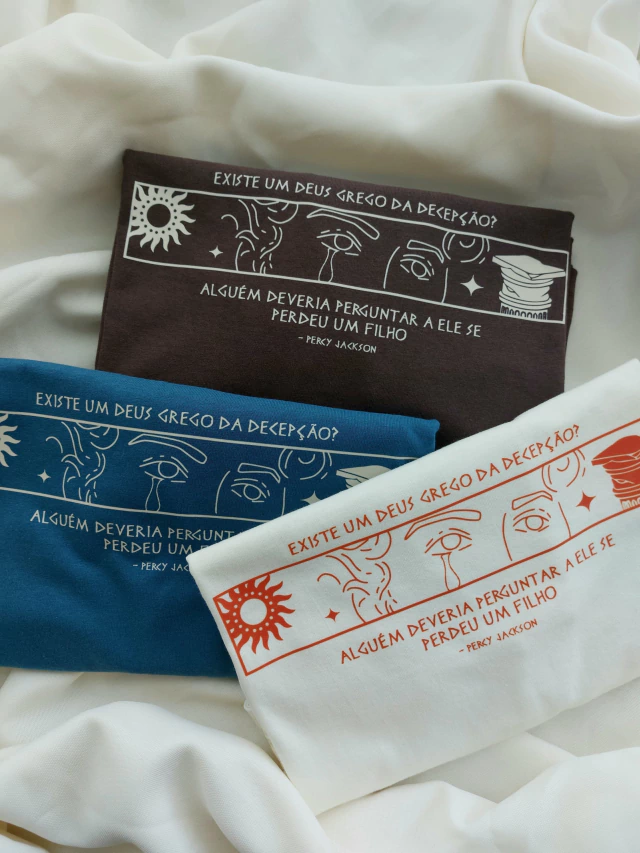 EXISTE UM DEUS GREGO DA DECEPÇÃO?
ALGUÉM DEVERIA PERGUNTAR A ELE SE
PERDEU UM FILHO
- PERCY JACKSON
EXISTE UM DEUS GREGO DA DECEPÇÃO?
ALGUÉM DEVERIA PERGUNT
PERDEU UM
- PERCY
EXISTE UM DEUS GREGO DA DECEPÇÃO?
ALGUÉM DEVERIA PERGUNTAR A ELE SE
PERDEU UM FILHO
- PERCY JACKSON